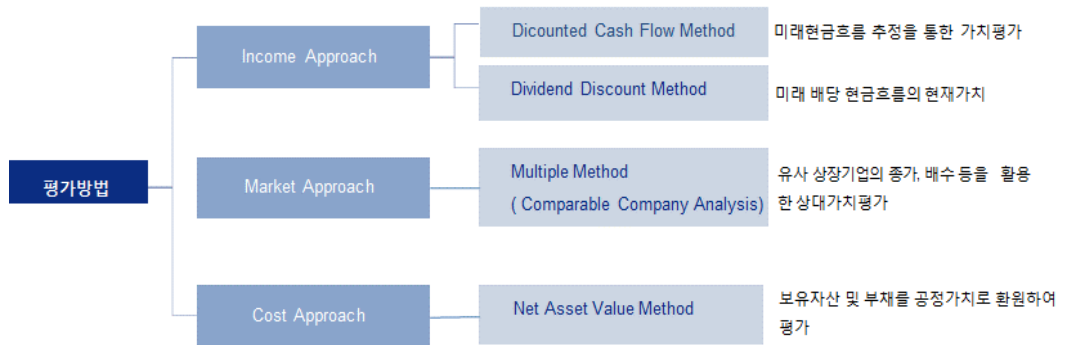 평가방법
Income Approach
Dicounted Cash Flow Method
미래현금흐름 추정을 통한 가치평가
Dividend Discount Method
미래 배당 현금흐름의 현재가치
Market Approach
Multiple Method
( Comparable Company Analysis)
유사 상장기업의 종가, 배수 등을 활용
한 상대가치평가
Cost Approach
Net Asset Value Method
보유자산 및 부채를 공정가치로 환원하여
평가